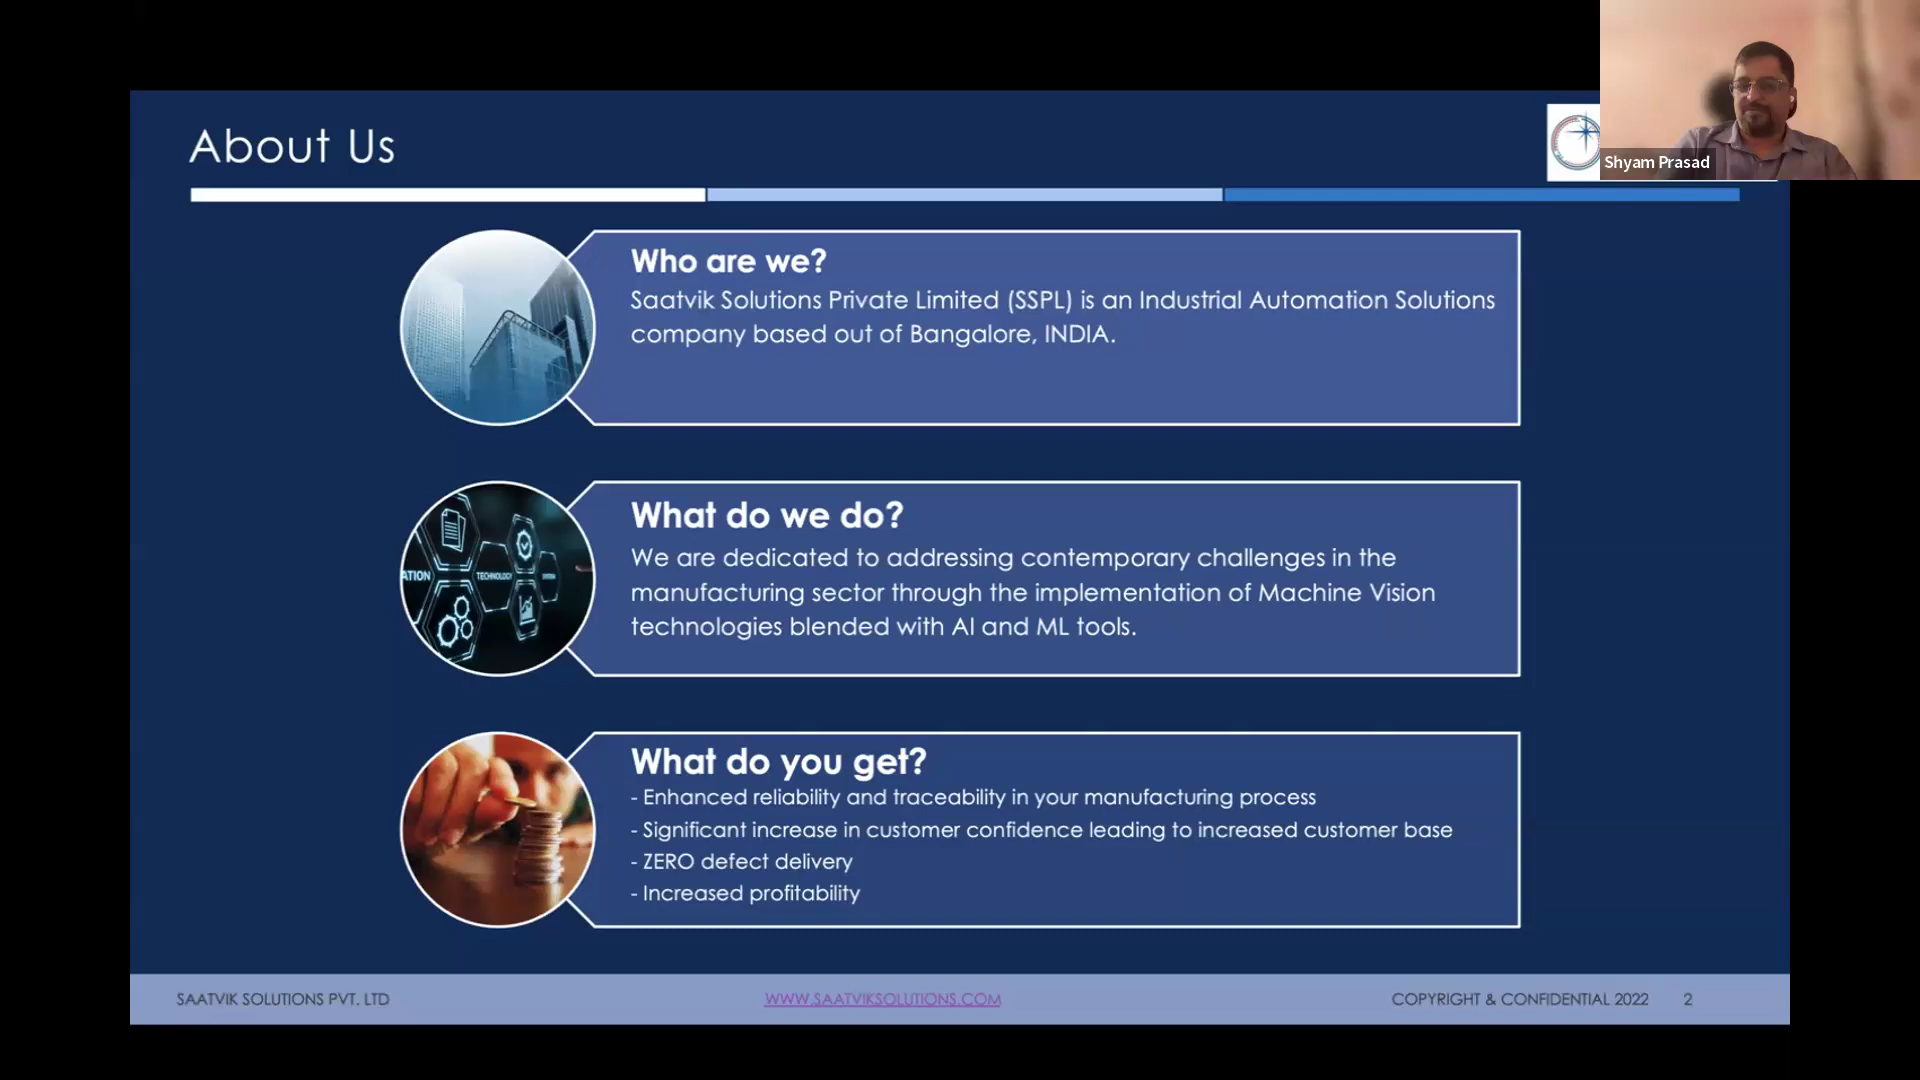 About Us
Shyam Prasad
Who are we?
Saatvik Solutions Private Limited (SSPL) is an Industrial Automation Solutions
company based out of Bangalore, INDIA.
ATION
TECHNOLOGY
SYSTEM
What do we do?
We are dedicated to addressing contemporary challenges in the
manufacturing sector through the implementation of Machine Vision
technologies blended with AI and ML tools.
What do you get?
- Enhanced reliability and traceability in your manufacturing process
- Significant increase in customer confidence leading to increased customer base
- ZERO defect delivery
- Increased profitability
SAATVIK SOLUTIONS PVT. LTD
WWW.SAATVIKSOLUTIONS.COM
COPYRIGHT & CONFIDENTIAL 2022
2